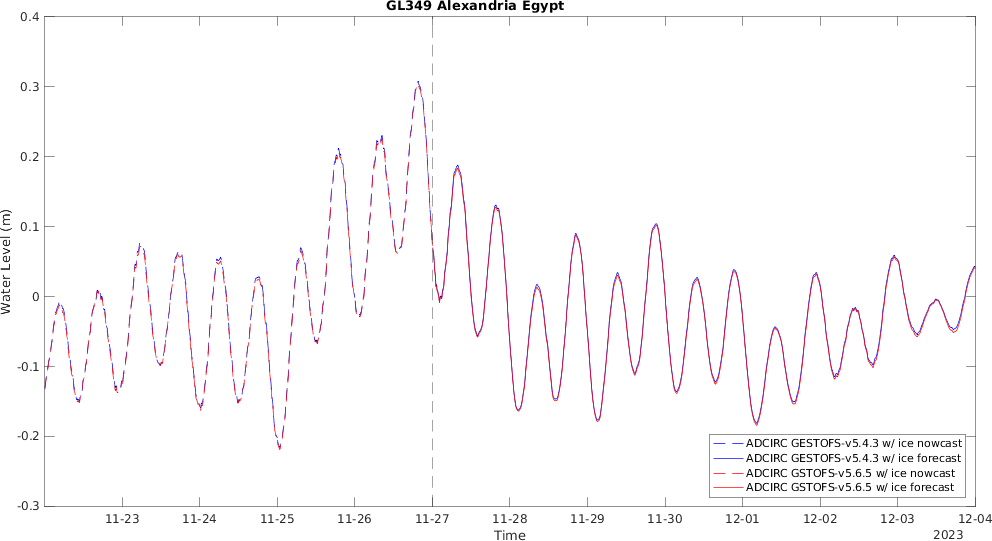 GL349 Alexandria Egypt
0.4
0.3
0.2
0.1
0
-0.1
-0.2
-0.3
Water Level (m)
11-23 11-24 11-25 11-26 11-27 11-28 11-29 11-30 12-01 12-02 12-03 12-04
Time
2023
ADCIRC GESTOFS-v5.4.3 w/ ice nowcast
ADCIRC GESTOFS-v5.4.3 w/ ice forecast
ADCIRC GSTOFS-v5.6.5 w/ ice nowcast
ADCIRC GSTOFS-v5.6.5 w/ ice forecast